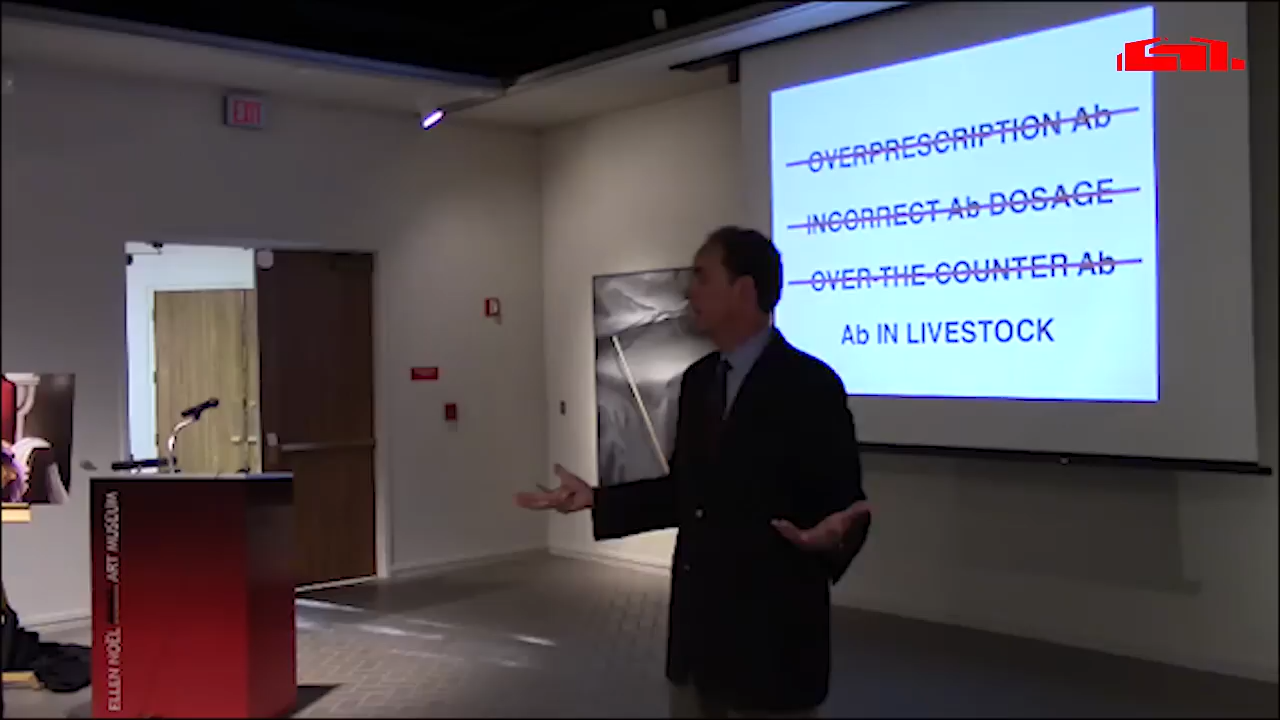 EXIT
OVERPRESCRIPTION Ab
INCORRECT Ab DOSAGE
OVER-THE-COUNTER Ab
Ab IN LIVESTOCK
ELLEN NOËL ART MUSEUM